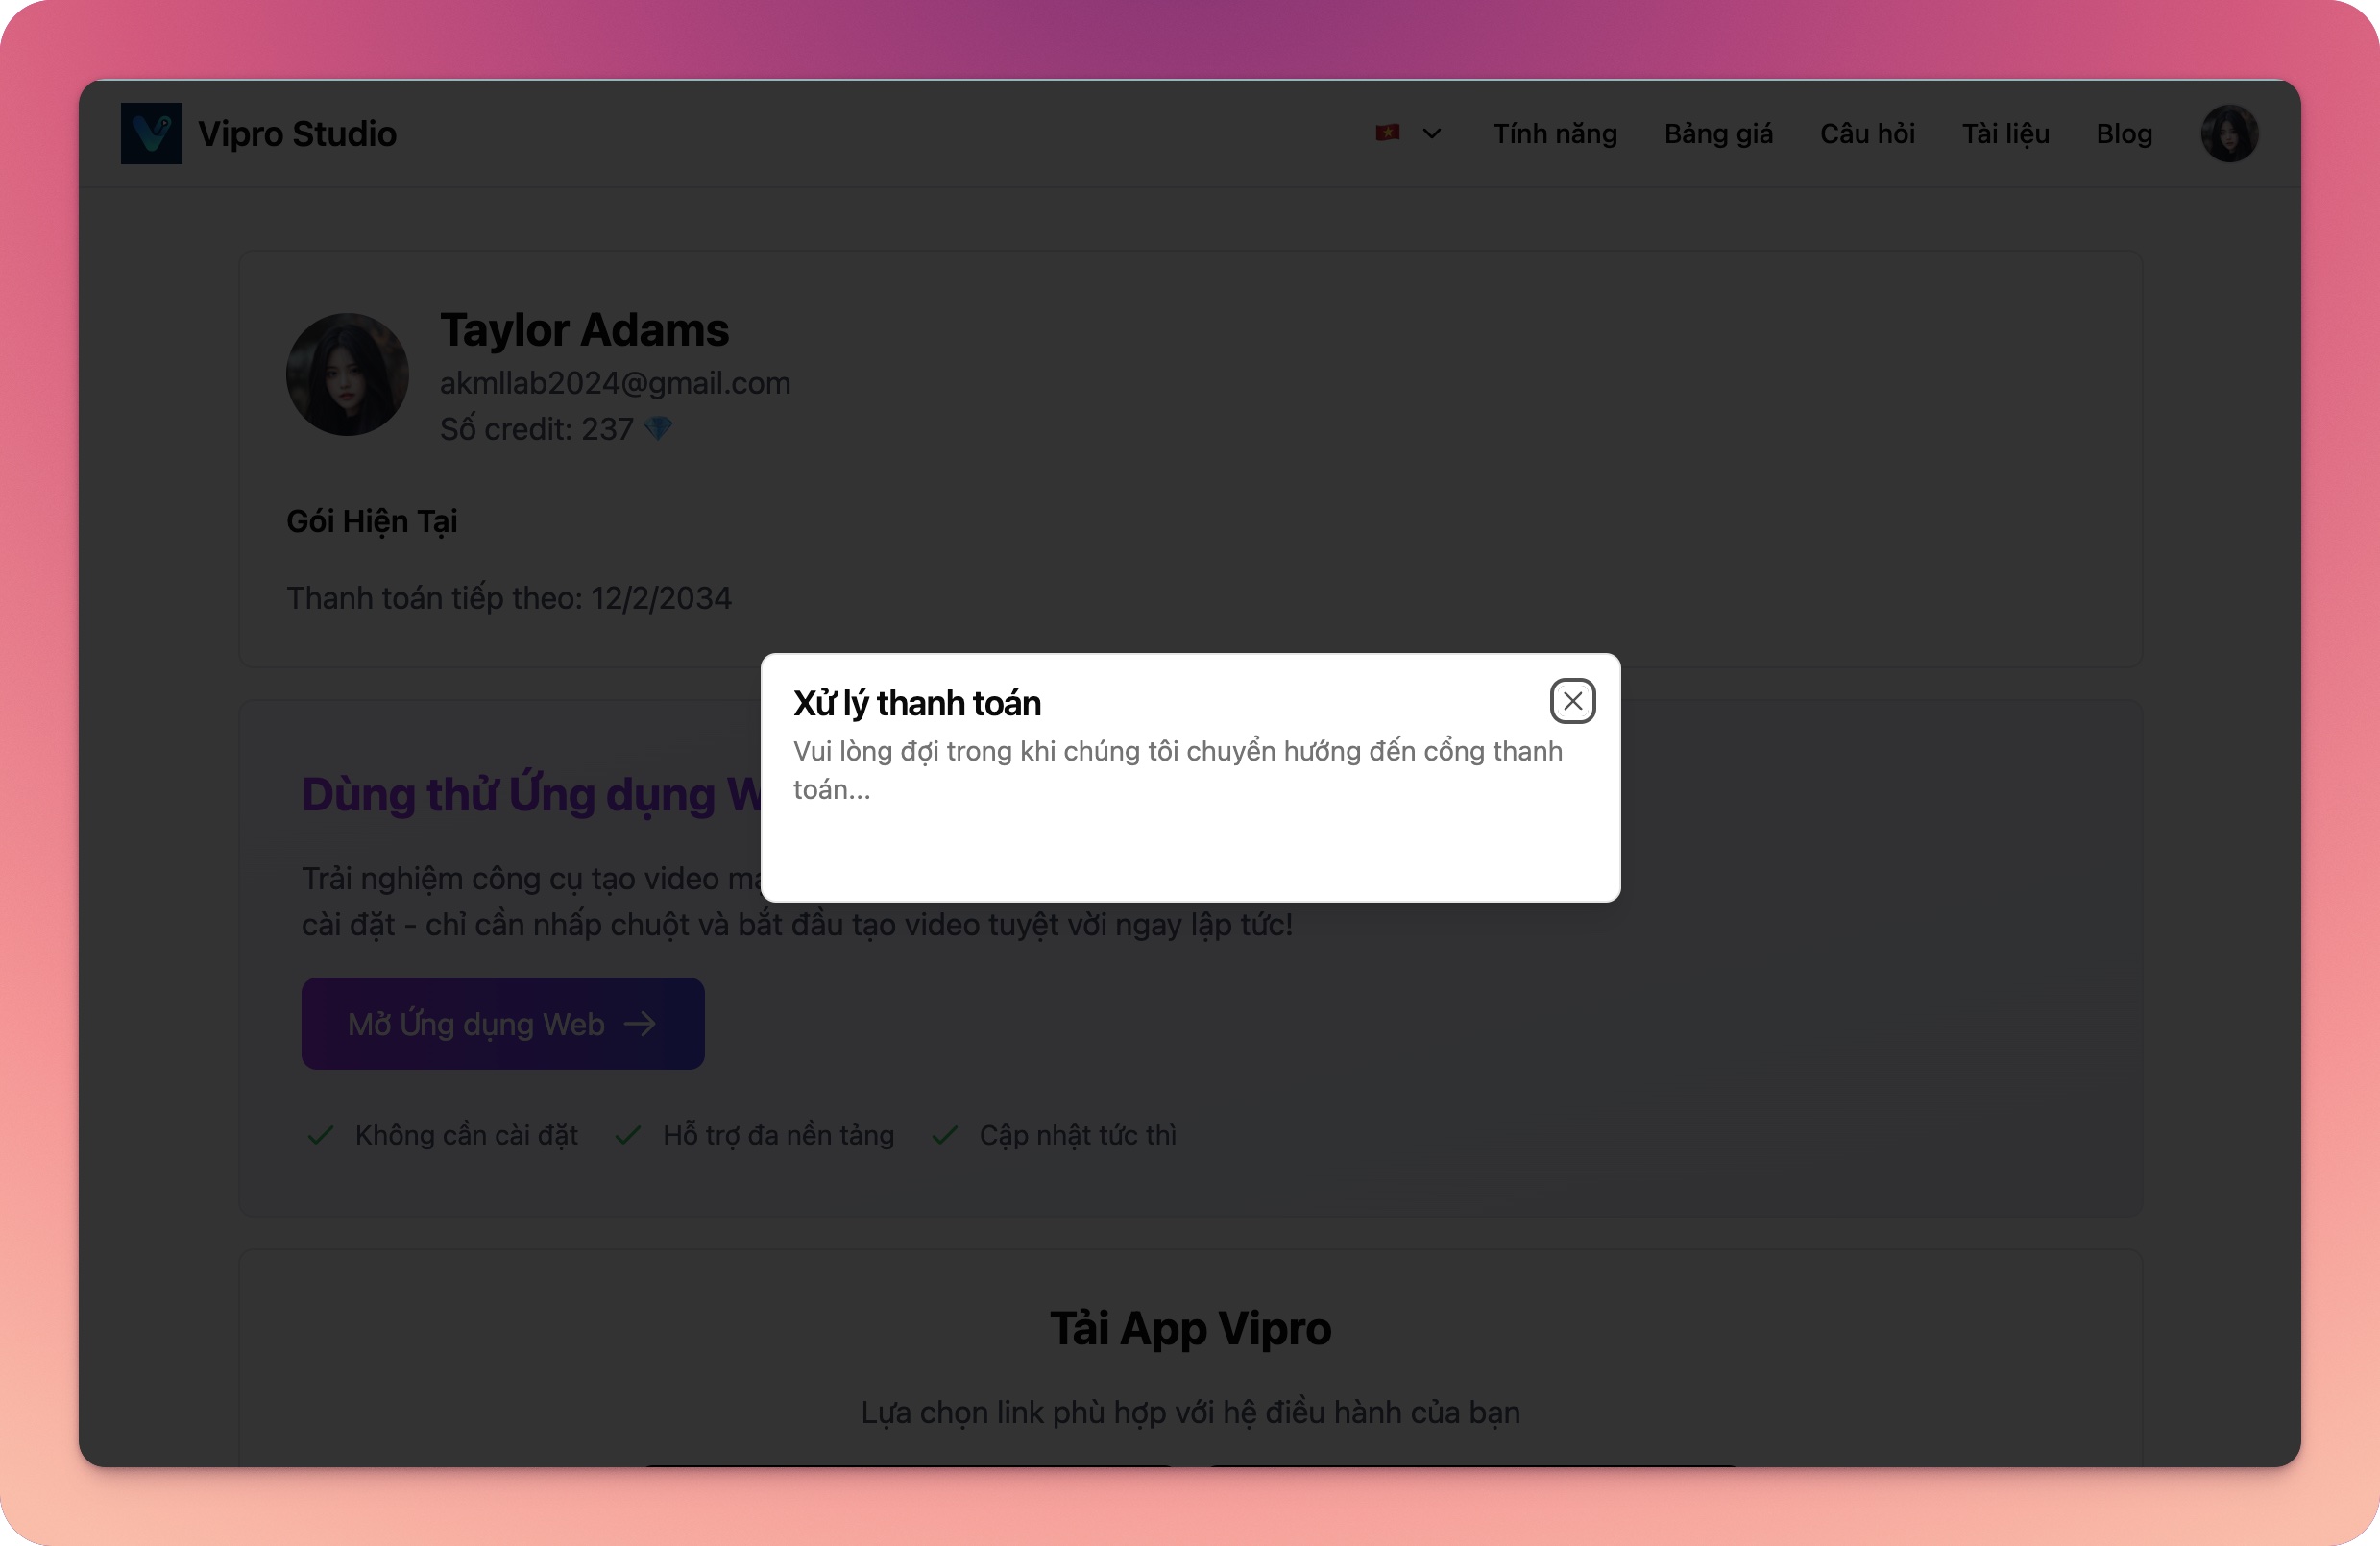 Vipro Studio
Tính năng
Bảng giá
Câu hỏi
Tài liệu
Blog
Taylor Adams
akmllab2024@gmail.com
Số credit: 237
Gói Hiện Tại
Thanh toán tiếp theo: 12/2/2034
Xử lý thanh toán
Vui lòng đợi trong khi chúng tôi chuyển hướng đến cổng thanh
toán...
Dùng thử Ứng dụng
Trải nghiệm công cụ tạo video
cài đặt - chỉ cần nhấp chuột và bắt đầu tạo video tuyệt vời ngay lập tức!
Mở Ứng dụng Web
Không cần cài đặt
Hỗ trợ đa nền tảng
Cập nhật tức thì
Tải App Vipro
Lựa chọn link phù hợp với hệ điều hành của bạn